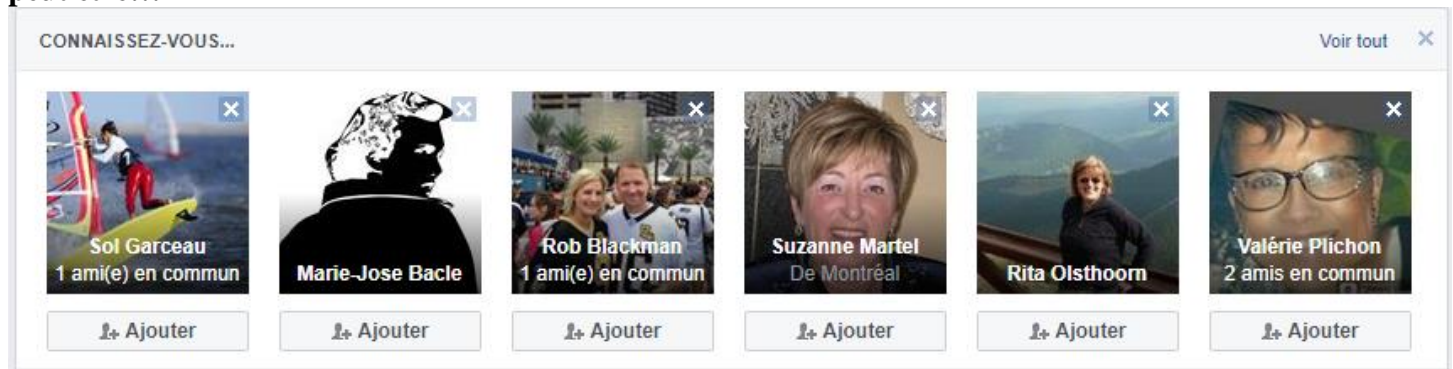 CONNAISSEZ-VOUS...
Voir tout
Sol Garceau
1 ami(e) en commun
Marie-Jose Bacle
Rob Blackman
1 ami(e) en commun
Suzanne Martel
De Montréal
Rita Olsthoorn
Valérie Plichon
2 amis en commun
Ajouter
Ajouter
Ajouter
Ajouter
Ajouter
Ajouter